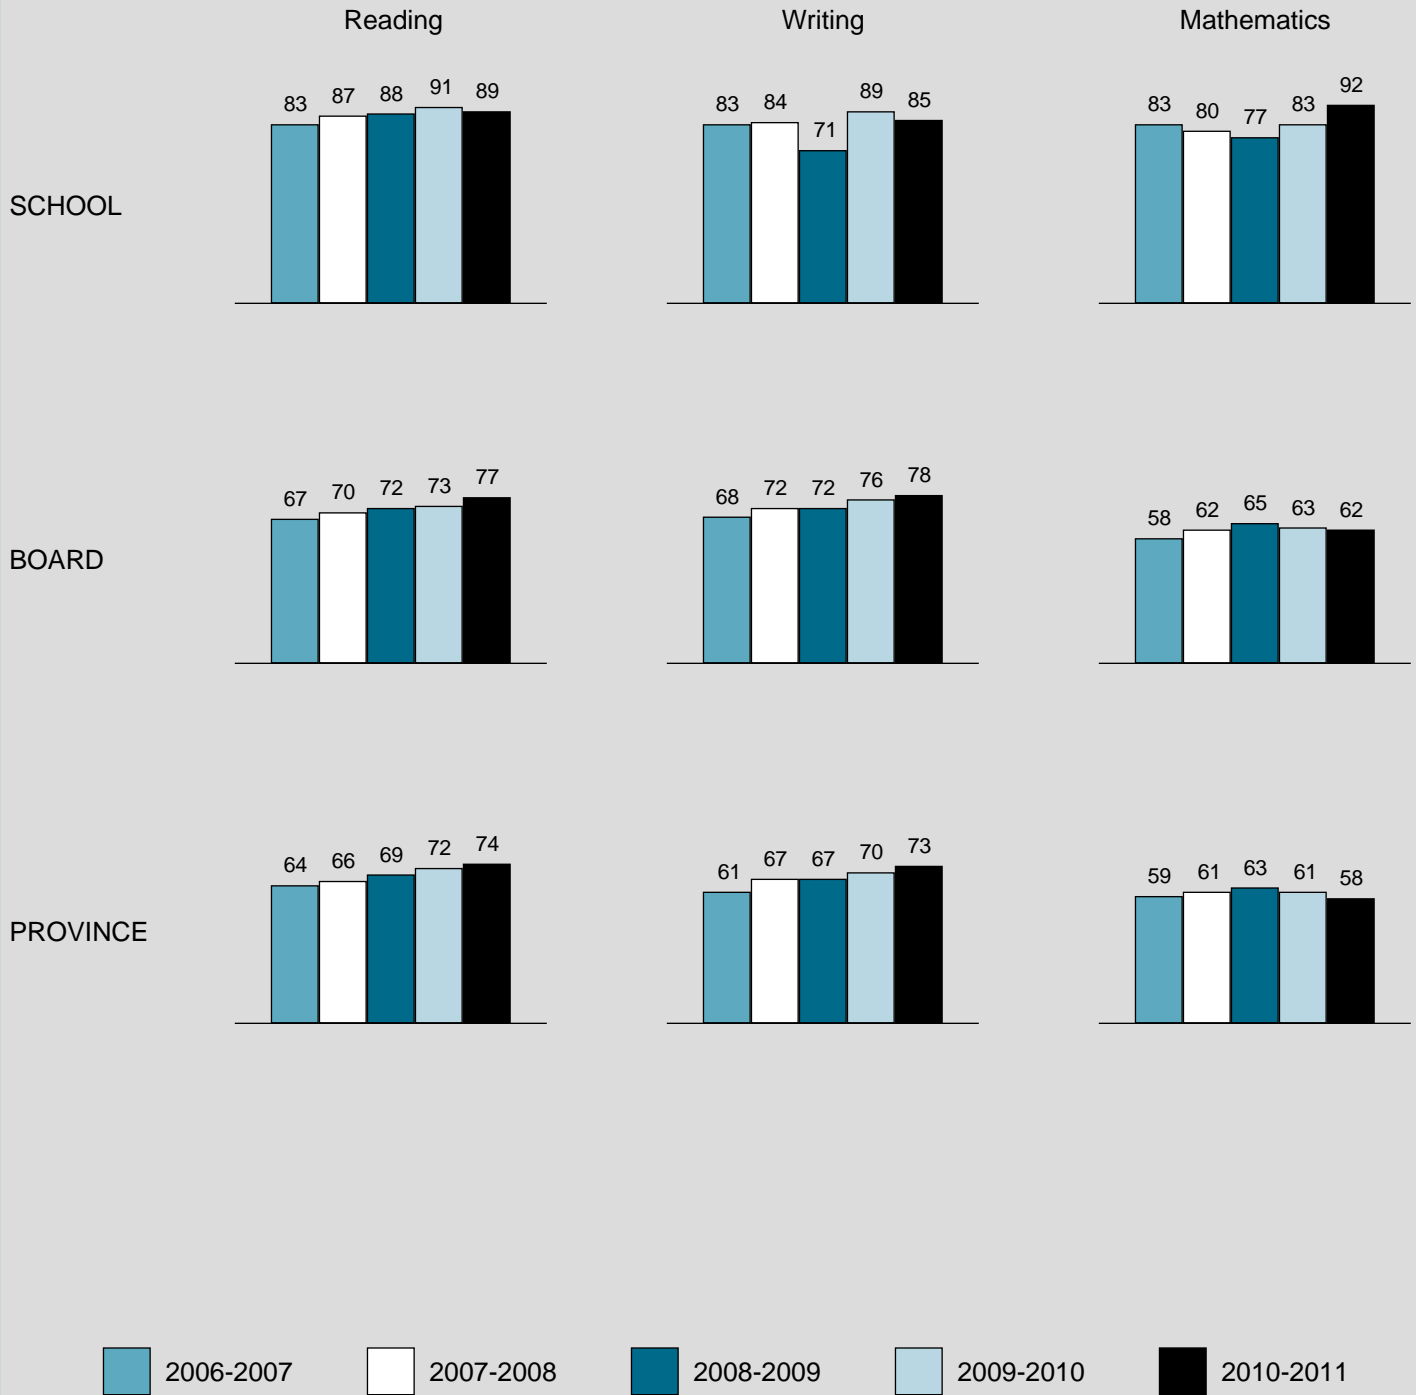 Reading Writing Mathematics
SCHOOL
83 87 88 91 89
83 84 71 89 85
83 80 77 83 92
BOARD
67 70 72 73 77
68 72 72 76 78
58 62 65 63 62
PROVINCE
64 66 69 72 74
61 67 67 70 73
59 61 63 61 58
2006-2007 2007-2008 2008-2009 2009-2010 2010-2011